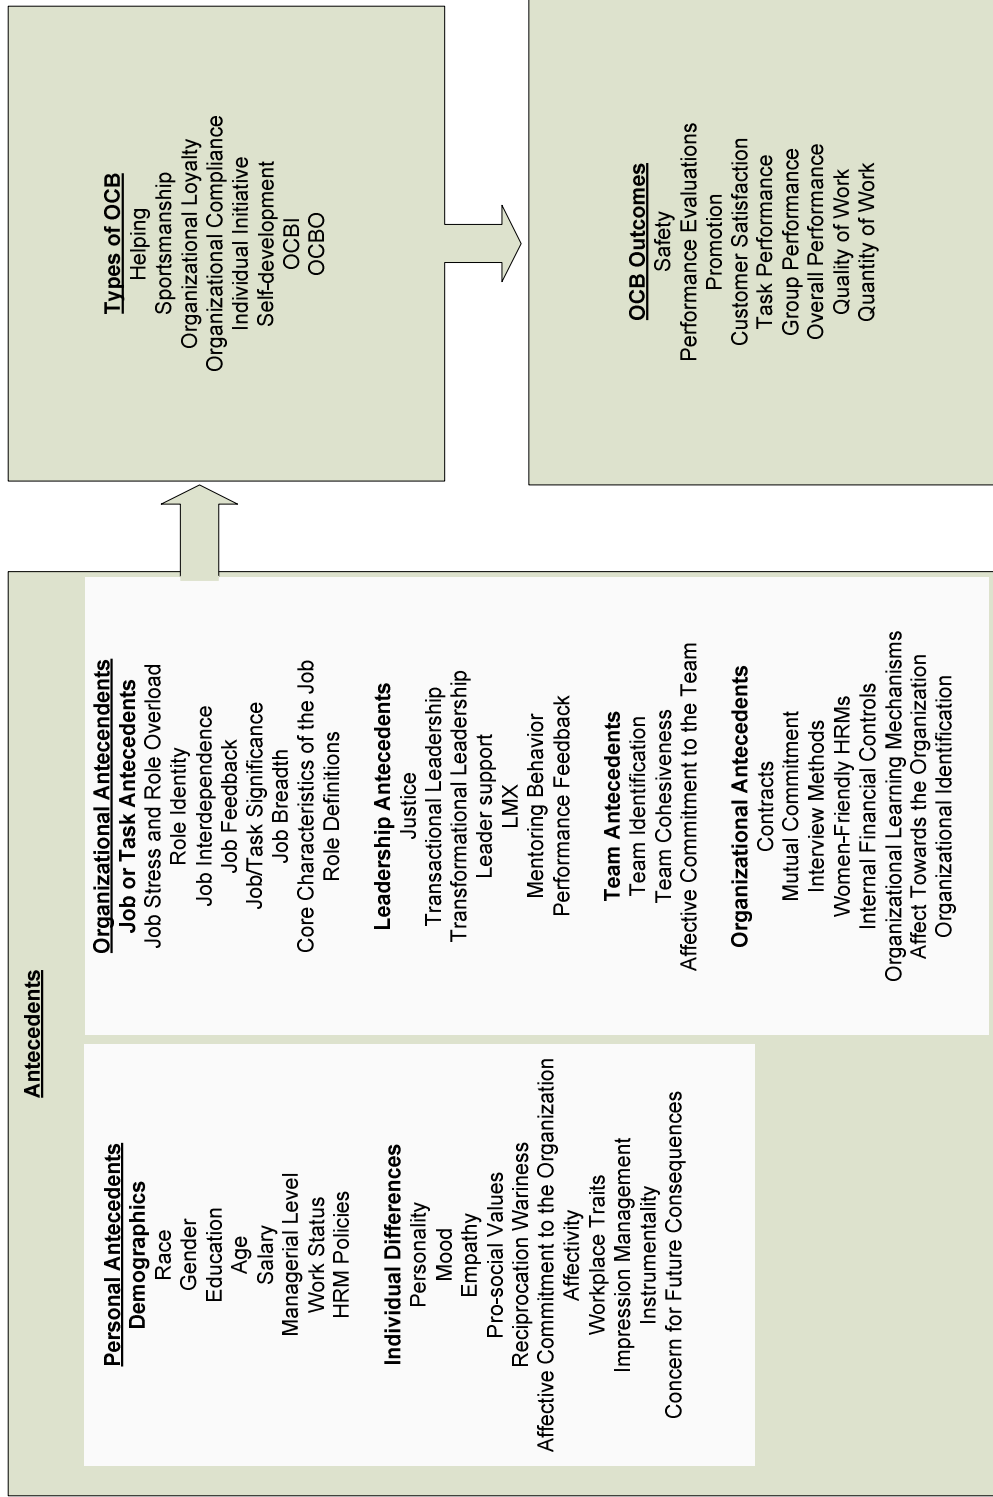 Antecedents
Personal Antecedents
Demographics
Race
Gender
Education
Age
Salary
Managerial Level
Work Status
HRM Policies
Individual Differences
Personality
Mood
Empathy
Pro-social Values
Reciprocation Wariness
Affective Commitment to the Organization
Affectivity
Workplace Traits
Impression Management
Instrumentality
Concern for Future Consequences
Organizational Antecendents
Job or Task Antecedents
Job Stress and Role Overload
Role Identity
Job Interdependence
Job Feedback
Job/Task Significance
Job Breadth
Core Characteristics of the Job
Role Definitions
Leadership Antecedents
Justice
Transactional Leadership
Transformational Leadership
Leader support
LMX
Mentoring Behavior
Performance Feedback
Team Antecedents
Team Identification
Team Cohesiveness
Affective Commitment to the Team
Organizational Antecedents
Contracts
Mutual Commitment
Interview Methods
Women-Friendly HRMs
Internal Financial Controls
Organizational Learning Mechanisms
Affect Towards the Organization
Organizational Identification
Types of OCB
Helping
Sportsmanship
Organizational Loyalty
Organizational Compliance
Individual Initiative
Self-development
OCBI
OCBO
OCB Outcomes
Safety
Performance Evaluations
Promotion
Customer Satisfaction
Task Performance
Group Performance
Overall Performance
Quality of Work
Quantity of Work